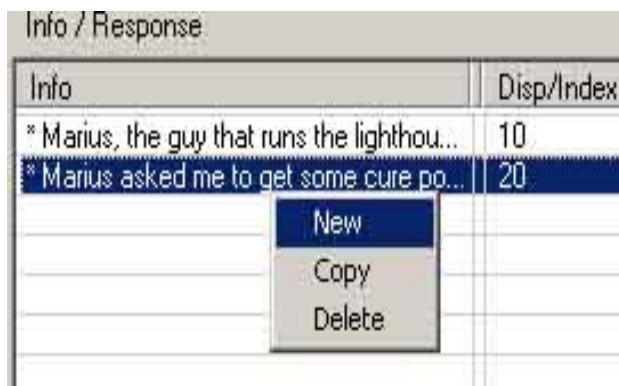 Info / Response
Info Disp/Index
* Marius, the guy that runs the lighthou... 10
* Marius asked me to get some cure po... 20
New
Copy
Delete